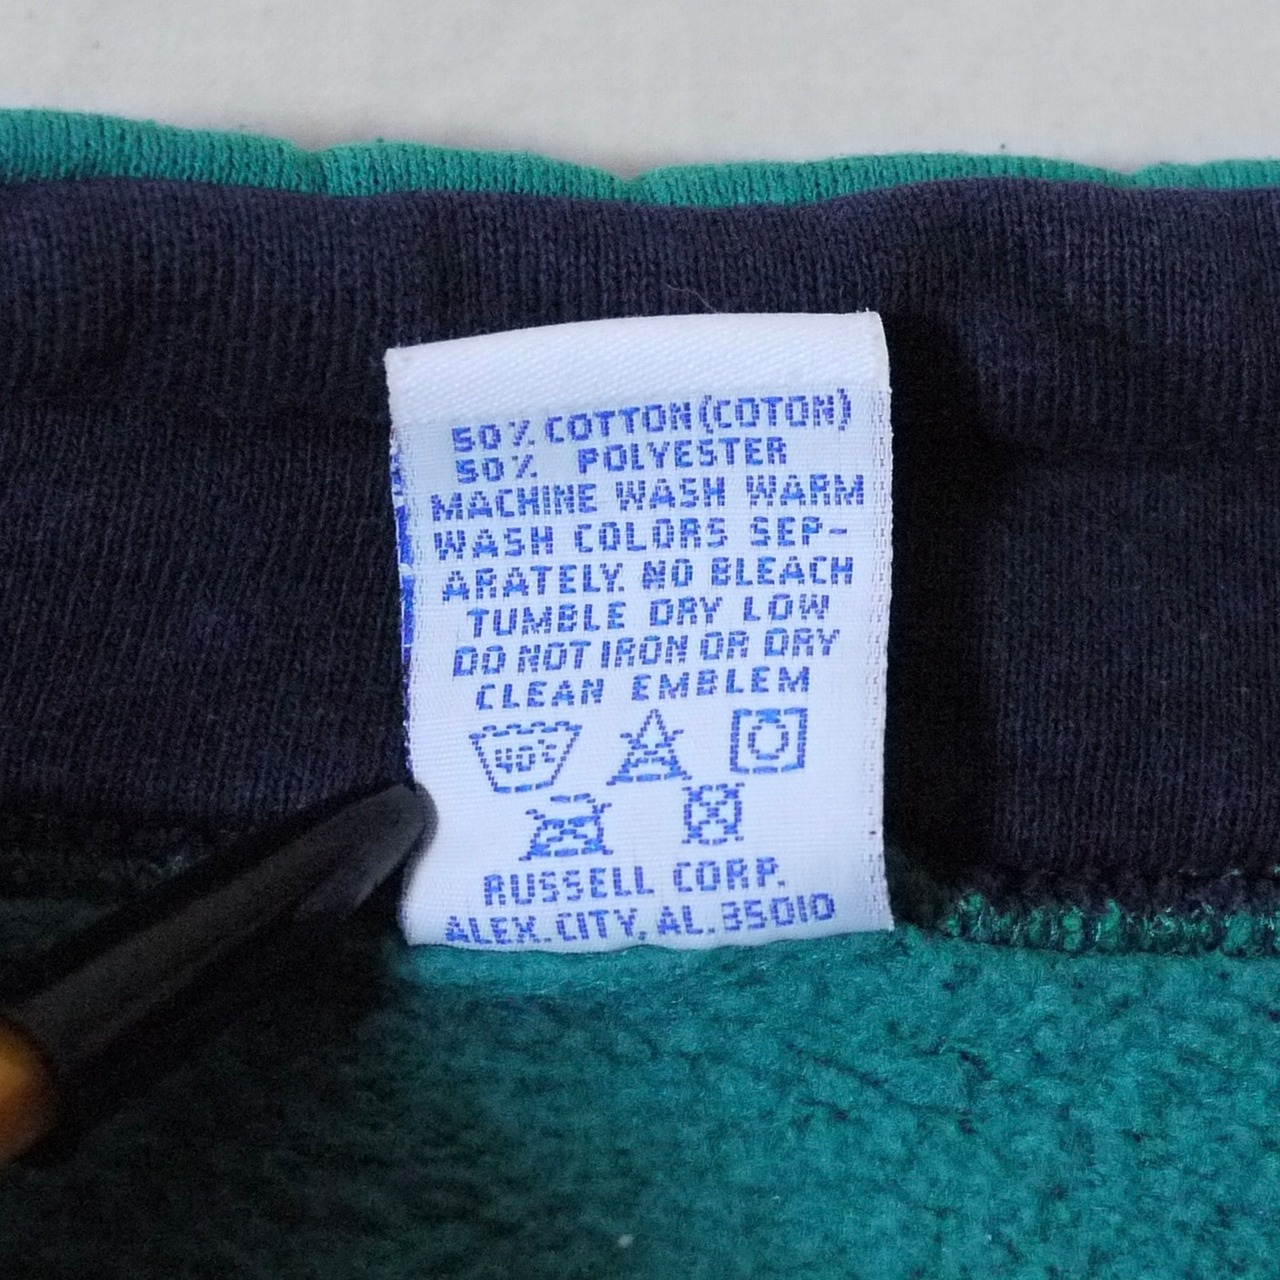 50% COTTON (COTON)
50% POLYESTER
MACHINE WASH WARM
WASH COLORS SEP-
ARATELY. NO BLEACH
TUMBLE DRY LOW
DO NOT IRON OR DRY
CLEAN EMBLEM
40°C
RUSSELL CORP.
ALEX. CITY, AL. 35010